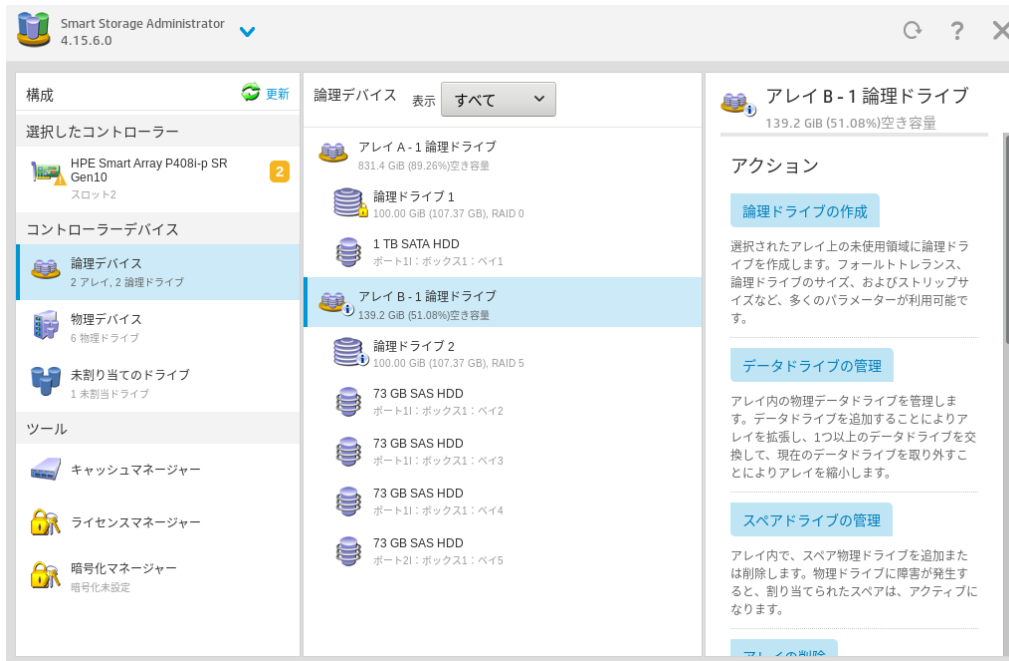 Smart Storage Administrator
4.15.6.0
?
構成
更新
選択したコントローラー
HPE Smart Array P408i-p SR
Gen10
2
スロット2
コントローラーデバイス
論理デバイス
2 アレイ, 2 論理ドライブ
物理デバイス
6 物理ドライブ
未割り当てのドライブ
1 未割当ドライブ
ツール
キャッシュマネージャー
ライセンスマネージャー
暗号化マネージャー
暗号化未設定
論理デバイス 表示 すべて
アレイ A - 1 論理ドライブ
831.4 GiB (89.26%)空き容量
論理ドライブ 1
100.00 GiB (107.37 GB), RAID 0
1 TB SATA HDD
ポート1I：ボックス1：ベイ1
アレイ B - 1 論理ドライブ
139.2 GiB (51.08%)空き容量
論理ドライブ 2
100.00 GiB (107.37 GB), RAID 5
73 GB SAS HDD
ポート1I：ボックス1：ベイ2
73 GB SAS HDD
ポート1I：ボックス1：ベイ3
73 GB SAS HDD
ポート1I：ボックス1：ベイ4
73 GB SAS HDD
ポート2I：ボックス1：ベイ5
アレイ B - 1 論理ドライブ
139.2 GiB (51.08%)空き容量
アクション
論理ドライブの作成
選択されたアレイ上の未使用領域に論理ドラ
イブを作成します。フォールトトレランス、
論理ドライブのサイズ、およびストリップサ
イズなど、多くのパラメーターが利用可能で
す。
データドライブの管理
アレイ内の物理データドライブを管理しま
す。データドライブを追加することによりア
レイを拡張し、1つ以上のデータドライブを交
換して、現在のデータドライブを取り外すこ
とによりアレイを縮小します。
スペアドライブの管理
アレイ内で、スペア物理ドライブを追加また
は削除します。物理ドライブに障害が発生す
ると、割り当てられたスペアは、アクティブに
なります。
アレイの削除